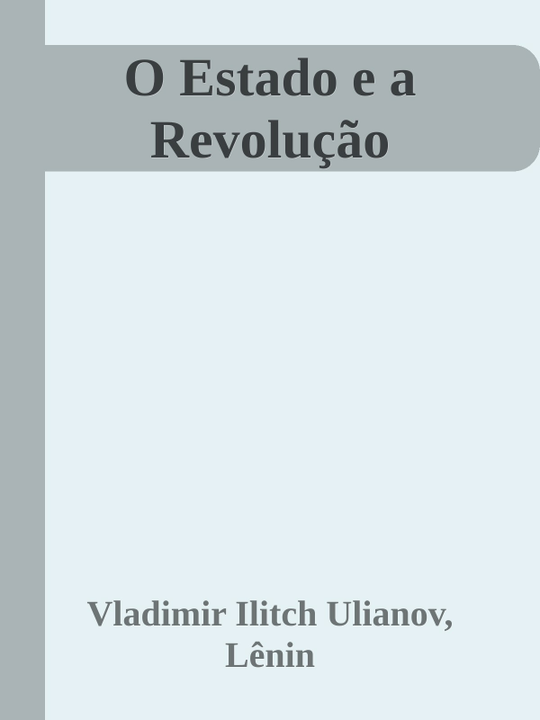 O Estado e a
Revolução
Vladimir Ilitch Ulianov,
Lênin